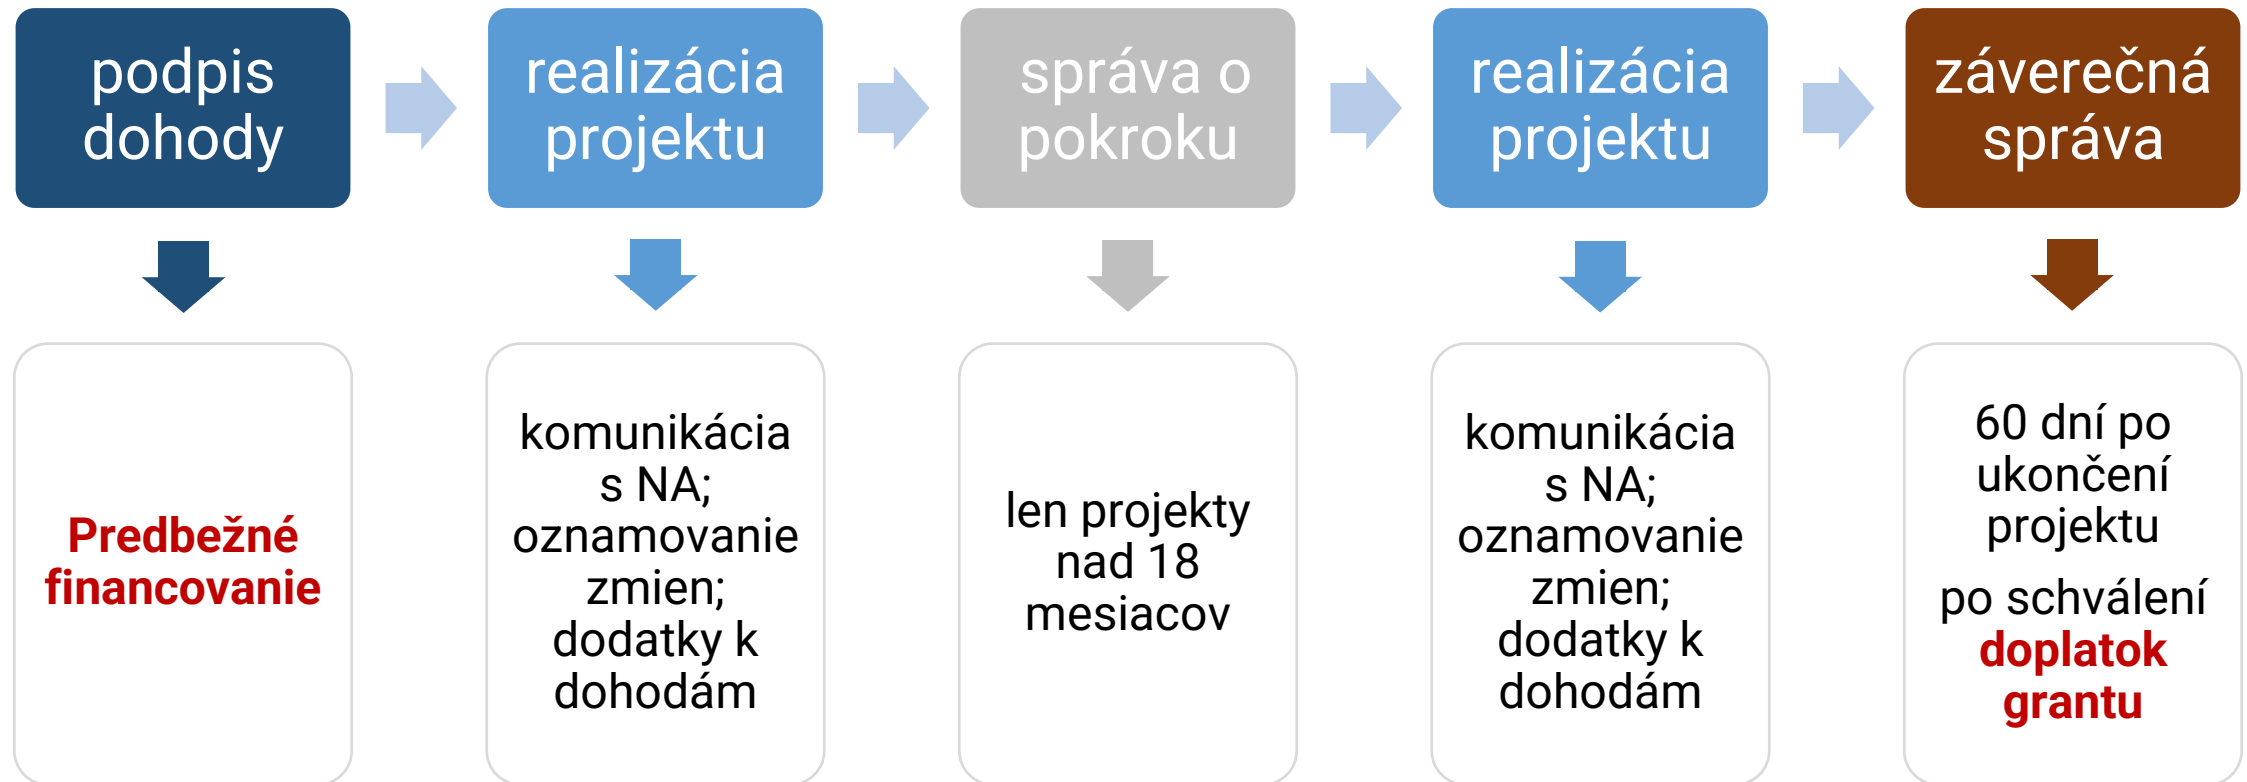 podpis
dohody
realizácia
projektu
správa o
pokroku
realizácia
projektu
záverečná
správa
Predbežné
financovanie
komunikácia
s NA;
oznamovanie
zmien;
dodatky k
dohodám
len projekty
nad 18
mesiacov
komunikácia
s NA;
oznamovanie
zmien;
dodatky k
dohodám
60 dní po
ukončení
projektu
po schválení
doplatok
grantu